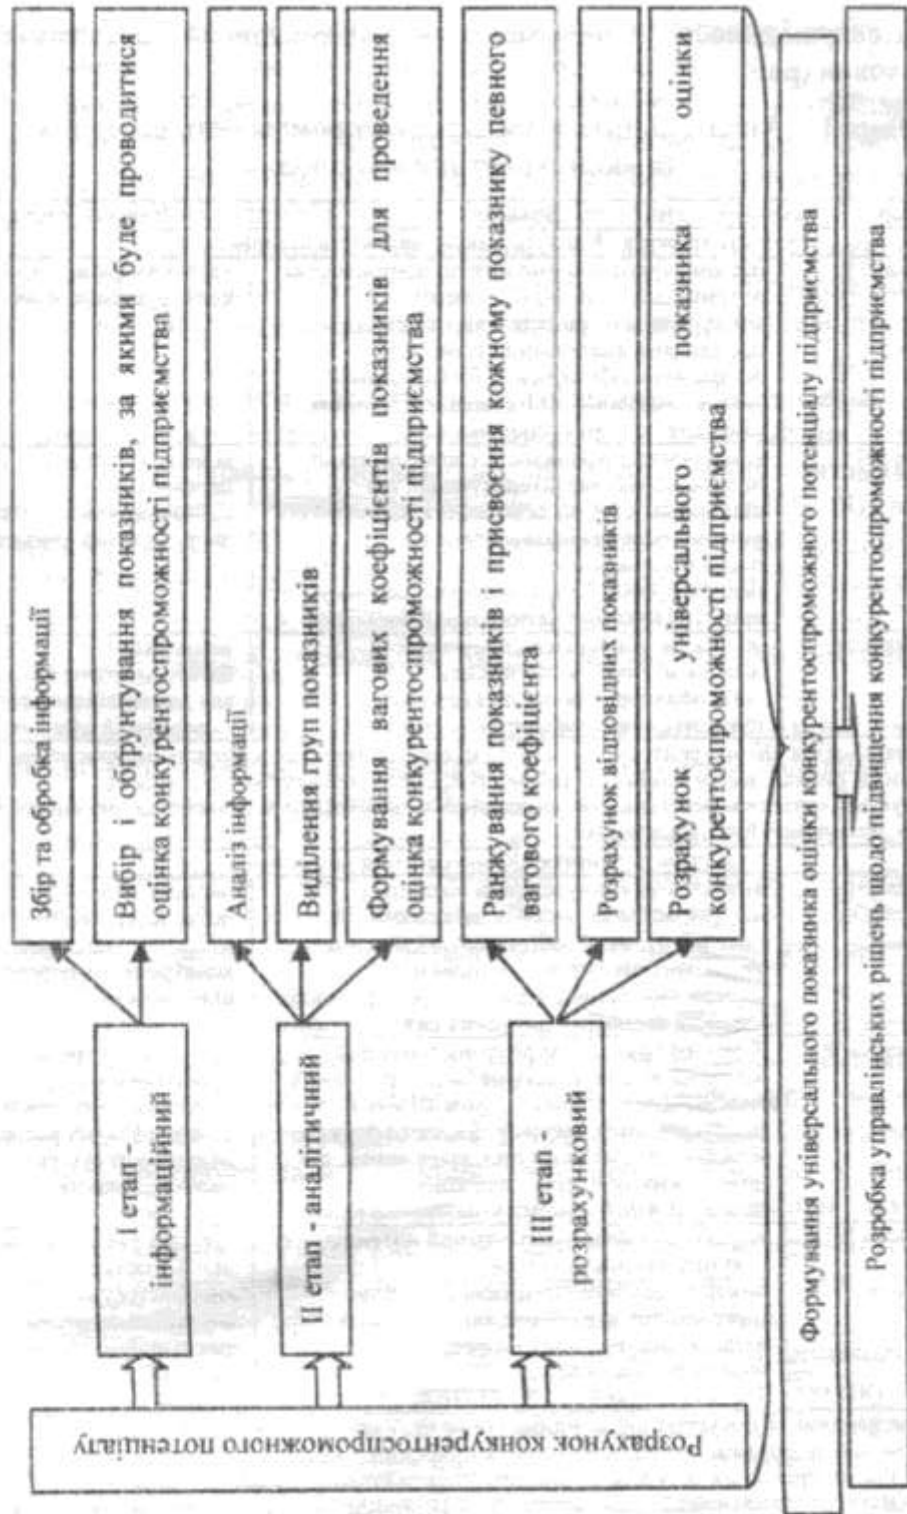 Розрахунок конкурентоспроможного потенціалу
І етап -
інформаційний
Збір та обробка інформації
Вибір і обґрунтування показників, за якими буде проводитися
оцінка конкурентоспроможності підприємства
ІІ етап - аналітичний
Аналіз інформації
Виділення груп показників
Формування вагових коефіцієнтів показників для проведення
оцінка конкурентоспроможності підприємства
ІІІ етап -
розрахунковий
Ранжування показників і присвоєння кожному показнику певного
вагового коефіцієнта
Розрахунок відповідних показників
Розрахунок універсального показника оцінки
конкурентоспроможності підприємства
Формування універсального показника оцінки конкурентоспроможного потенціалу підприємства
Розробка управлінських рішень щодо підвищення конкурентоспроможності підприємства